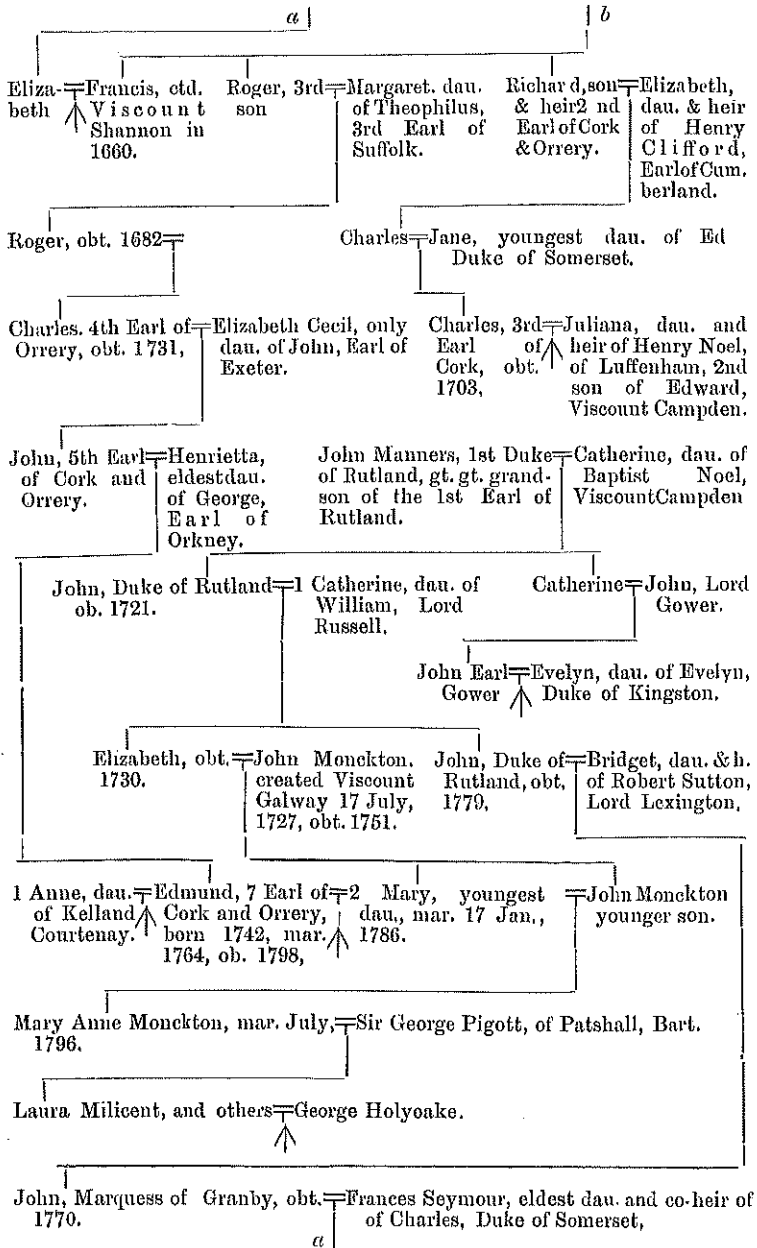 a
b
Eliza-
beth
Francis, ctd.
Viscount
Shannon in
1660.
Roger, 3rd
son
Margaret. dau.
of Theophilus,
3rd Earl of
Suffolk.
Richard, son
& heir 2 nd
Earl of Cork
& Orrery.
Elizabeth,
dau. & heir
of Henry
Clifford,
Earl of Cum.
berland.
Roger, obt. 1682
Charles
Jane, youngest dau. of Ed
Duke of Somerset.
Charles. 4th Earl of
Orrery, obt. 1731,
Elizabeth Cecil, only
dau. of John, Earl of
Exeter.
Charles, 3rd
Earl of
Cork, obt.
1703,
Juliana, dau. and
heir of Henry Noel,
of Luffenham, 2nd
son of Edward,
Viscount Campden.
John, 5th Earl
of Cork and
Orrery.
Henrietta,
eldest dau.
of George,
Earl of
Orkney.
John Manners, 1st Duke
of Rutland, gt. gt. grand-
son of the 1st Earl of
Rutland.
Catherine, dau. of
Baptist Noel,
Viscount Campden
John, Duke of Rutland
ob. 1721.
1 Catherine, dau. of
William, Lord
Russell,
Catherine
John, Lord
Gower.
John Earl
Gower
Evelyn, dau. of Evelyn,
Duke of Kingston.
Elizabeth, obt.
1730.
John Monckton.
created Viscount
Galway 17 July,
1727, obt. 1751.
John, Duke of
Rutland, obt.
1779.
Bridget, dau. & h.
of Robert Sutton,
Lord Lexington,
1 Anne, dau.
of Kelland
Courtenay.
Edmund, 7 Earl of
Cork and Orrery,
born 1742, mar.
1764, ob. 1798,
2 Mary, youngest
dau., mar. 17 Jan.,
1786.
John Monckton
younger son.
Mary Anne Monckton, mar. July,
1796.
Sir George Pigott, of Patshall, Bart.
Laura Milicent, and others
George Holyoake.
John, Marquess of Granby, obt.
1770.
Frances Seymour, eldest dau. and co-heir of
of Charles, Duke of Somerset,
a